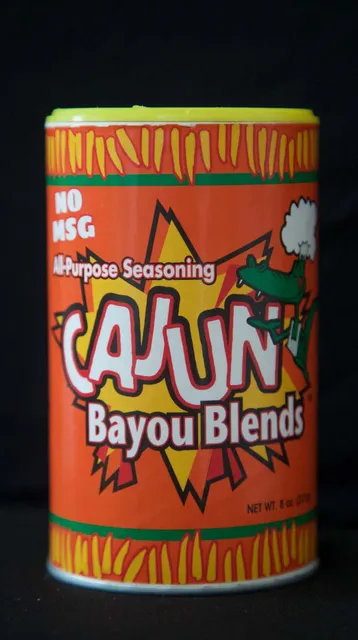 NO
MSG
All-Purpose Seasoning
CAJUN
Bayou Blends
NET WT. 8 oz.